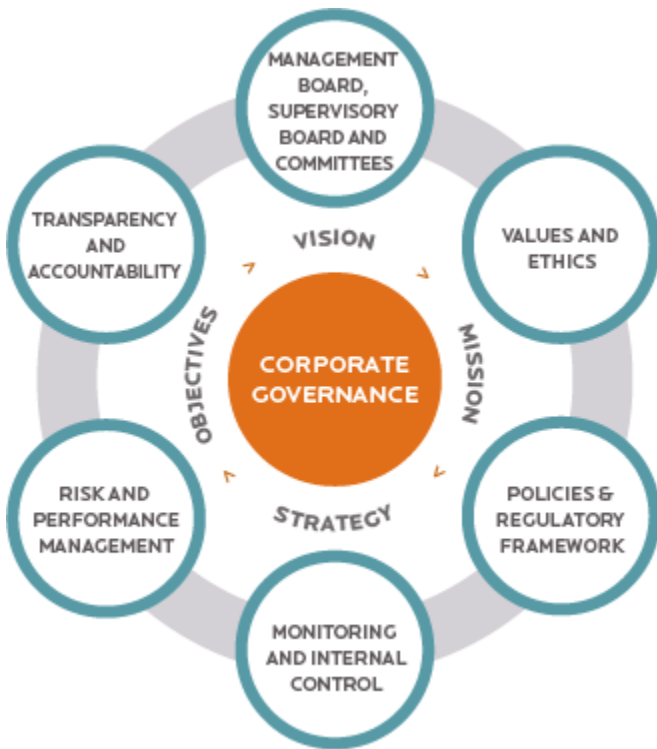 MANAGEMENT
BOARD,
SUPERVISORY
BOARD AND
COMMITTEES
TRANSPARENCY
AND
ACCOUNTABILITY
VALUES AND
ETHICS
VISION
OBJECTIVES
MISSION
CORPORATE
GOVERNANCE
STRATEGY
RISK AND
PERFORMANCE
MANAGEMENT
POLICIES &
REGULATORY
FRAMEWORK
MONITORING
AND INTERNAL
CONTROL